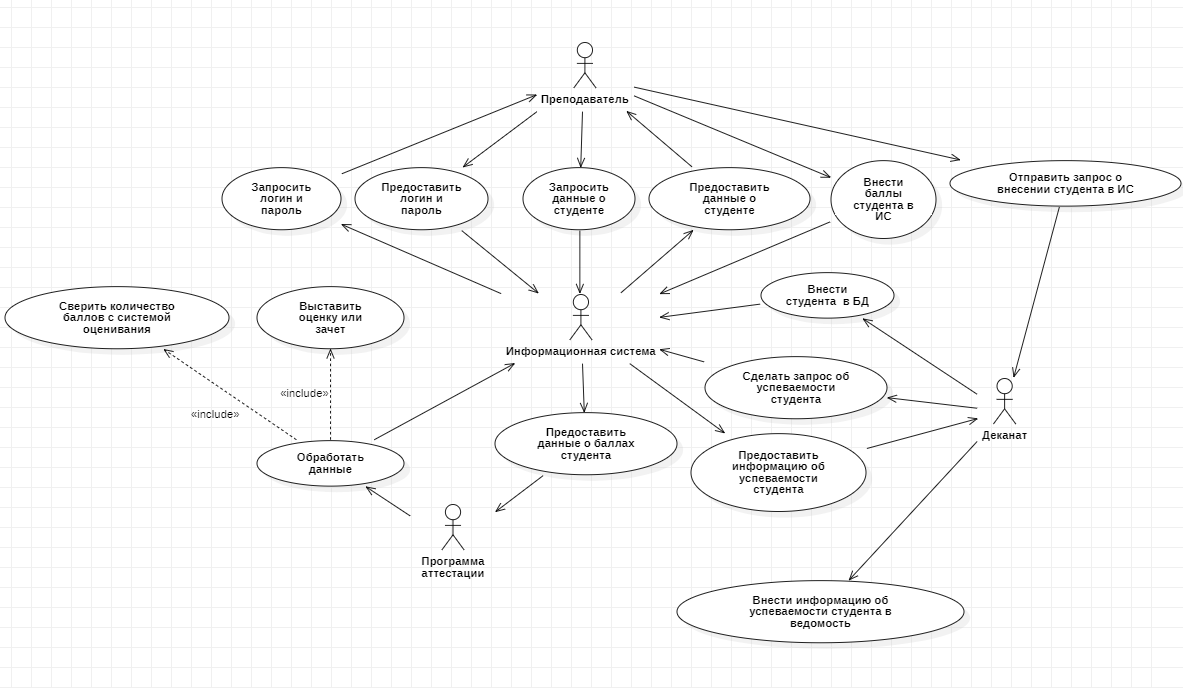 Преподаватель
Запросить
логин и
пароль
Предоставить
логин и
пароль
Запросить
данные о
студенте
Предоставить
данные о
студенте
Внести
баллы
студента в
ИС
Отправить запрос о
внесении студента в ИС
Сверить количество
баллов с системой
оценивания
Выставить
оценку или
зачет
Информационная система
Внести
студента в БД
Сделать запрос об
успеваемости
студента
Деканат
«include»
«include»
Обработать
данные
Предоставить
данные о баллах
студента
Предоставить
информацию об
успеваемости
студента
Программа
аттестации
Внести информацию об
успеваемости студента в
ведомость